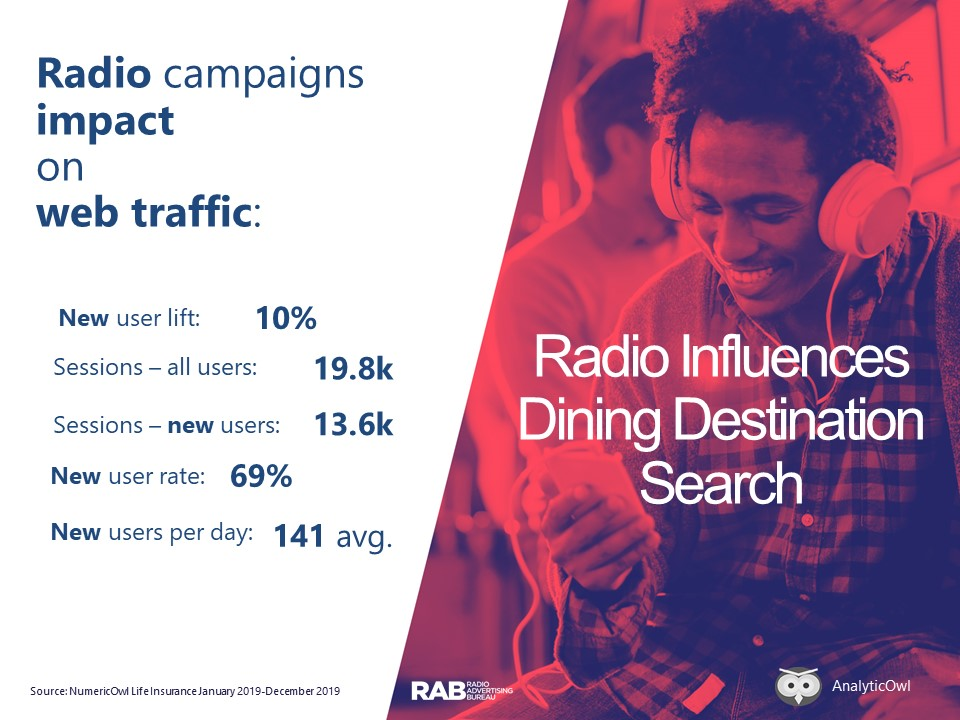 Radio campaigns
impact
on
web traffic:
New user lift: 10%
Sessions – all users: 19.8k
Sessions – new users: 13.6k
New user rate: 69%
New users per day: 141 avg.
Source: NumericOwl Life Insurance January 2019-December 2019
Radio Influences
Dining Destination
Search
RAB RADIO
ADVERTISING
BUREAU
AnalyticOwl